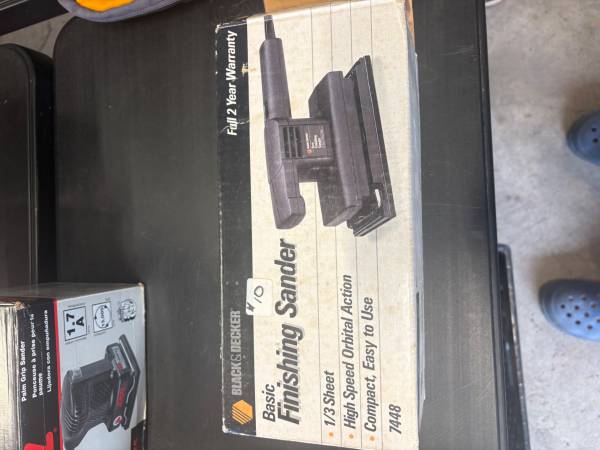 Full 2 Year Warranty
BLACK & DECKER
Basic
Finishing Sander
• 1/3 Sheet
• High Speed Orbital Action
• Compact, Easy to Use
7448
10
Palm Grip Sander
Ponceuse à prise pour la
paume
Lijadora con empuñadura
1.7
A